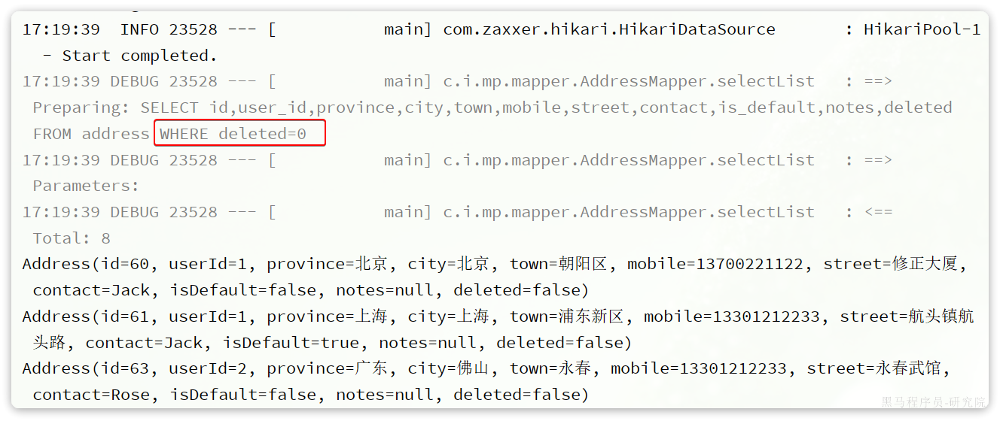 17:19:39  INFO 23528 --- [           main] com.zaxxer.hikari.HikariDataSource       : HikariPool-1
- Start completed.
17:19:39 DEBUG 23528 --- [           main] c.i.mp.mapper.AddressMapper.selectList   : ==>
Preparing: SELECT id,user_id,province,city,town,mobile,street,contact,is_default,notes,deleted
FROM address WHERE deleted=0
17:19:39 DEBUG 23528 --- [           main] c.i.mp.mapper.AddressMapper.selectList   : ==>
Parameters:
17:19:39 DEBUG 23528 --- [           main] c.i.mp.mapper.AddressMapper.selectList   : <==
Total: 8
Address(id=60, userId=1, province=北京, city=北京, town=朝阳区, mobile=13700221122, street=修正大厦,
contact=Jack, isDefault=false, notes=null, deleted=false)
Address(id=61, userId=1, province=上海, city=上海, town=浦东新区, mobile=13301212233, street=航头镇航
头路, contact=Jack, isDefault=true, notes=null, deleted=false)
Address(id=63, userId=2, province=广东, city=佛山, town=永春, mobile=13301212233, street=永春武馆,
contact=Rose, isDefault=false, notes=null, deleted=false)
黑马程序员-研究院